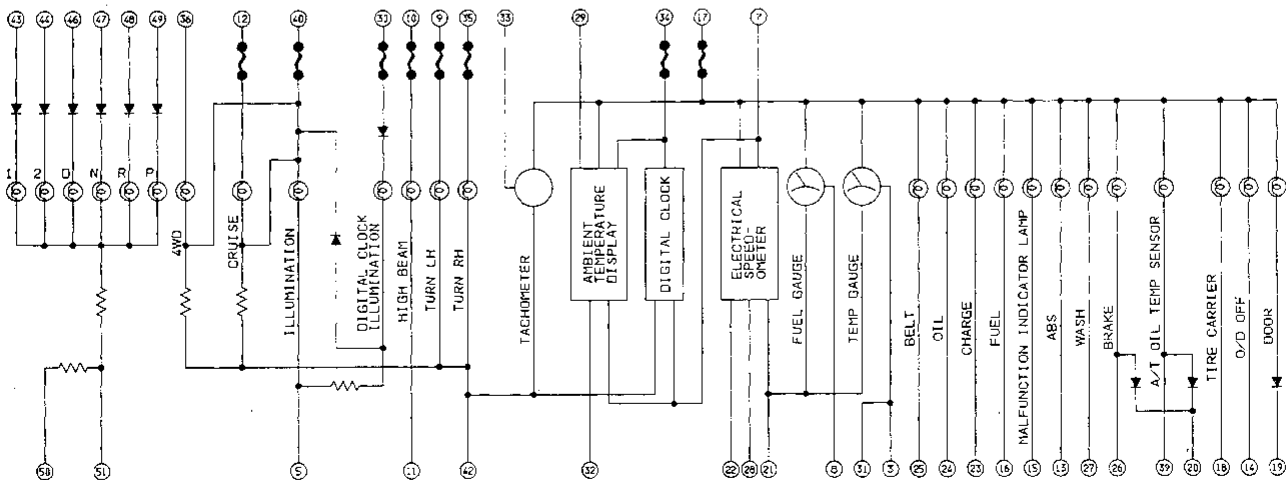 43 44 46 47 48 49 36 12 40 10 9 35 33 29 34 17 7
1 2 D N R P
4WD
CRUISE
ILLUMINATION
DIGITAL CLOCK
ILLUMINATION
HIGH BEAM
TURN LH
TURN RH
TACHOMETER
AMBIENT
TEMPERATURE
DISPLAY
DIGITAL CLOCK
ELECTRICAL
SPEED-
OMETER
FUEL GAUGE
TEMP GAUGE
BELT
OIL
CHARGE
FUEL
MALFUNCTION INDICATOR LAMP
ABS
WASH
BRAKE
A/T OIL TEMP SENSOR
TIRE CARRIER
O/D OFF
DOOR
50 51 5 11 42 32 22 28 21 8 31 3 25 24 23 16 15 13 27 26 39 20 18 14 19